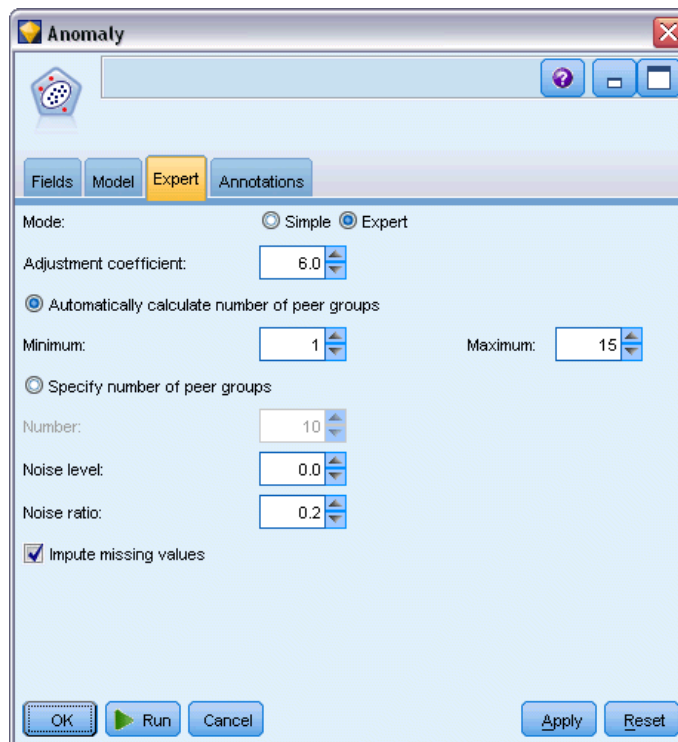 Anomaly
Fields Model Expert Annotations
Mode: Simple Expert
Adjustment coefficient: 6.0
Automatically calculate number of peer groups
Minimum: 1 Maximum: 15
Specify number of peer groups
Number: 10
Noise level: 0.0
Noise ratio: 0.2
Impute missing values
OK Run Cancel Apply Reset